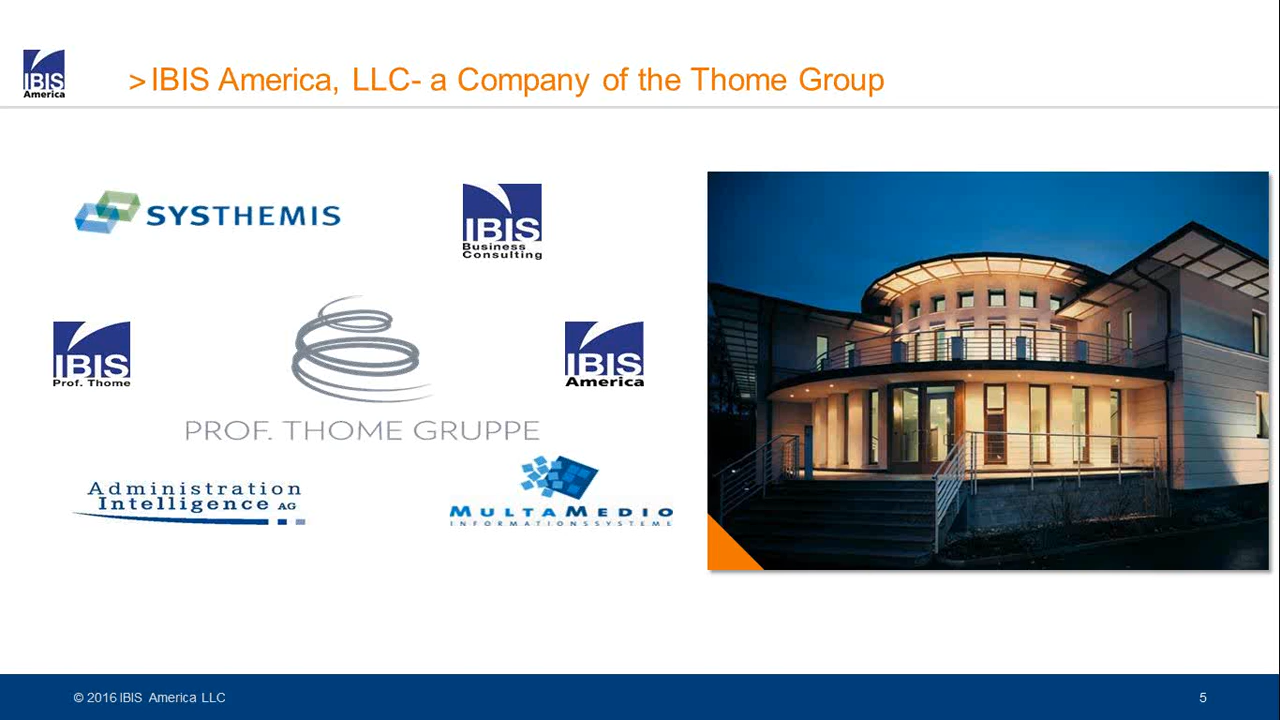 IBIS
America
> IBIS America, LLC- a Company of the Thome Group
SYSTHEMIS
IBIS
Business
Consulting
IBIS
Prof. Thome
IBIS
America
PROF. THOME GRUPPE
Administration
Intelligence AG
MULTAMEDIO
INFORMATIONSSYSTEME
© 2016 IBIS America LLC
5